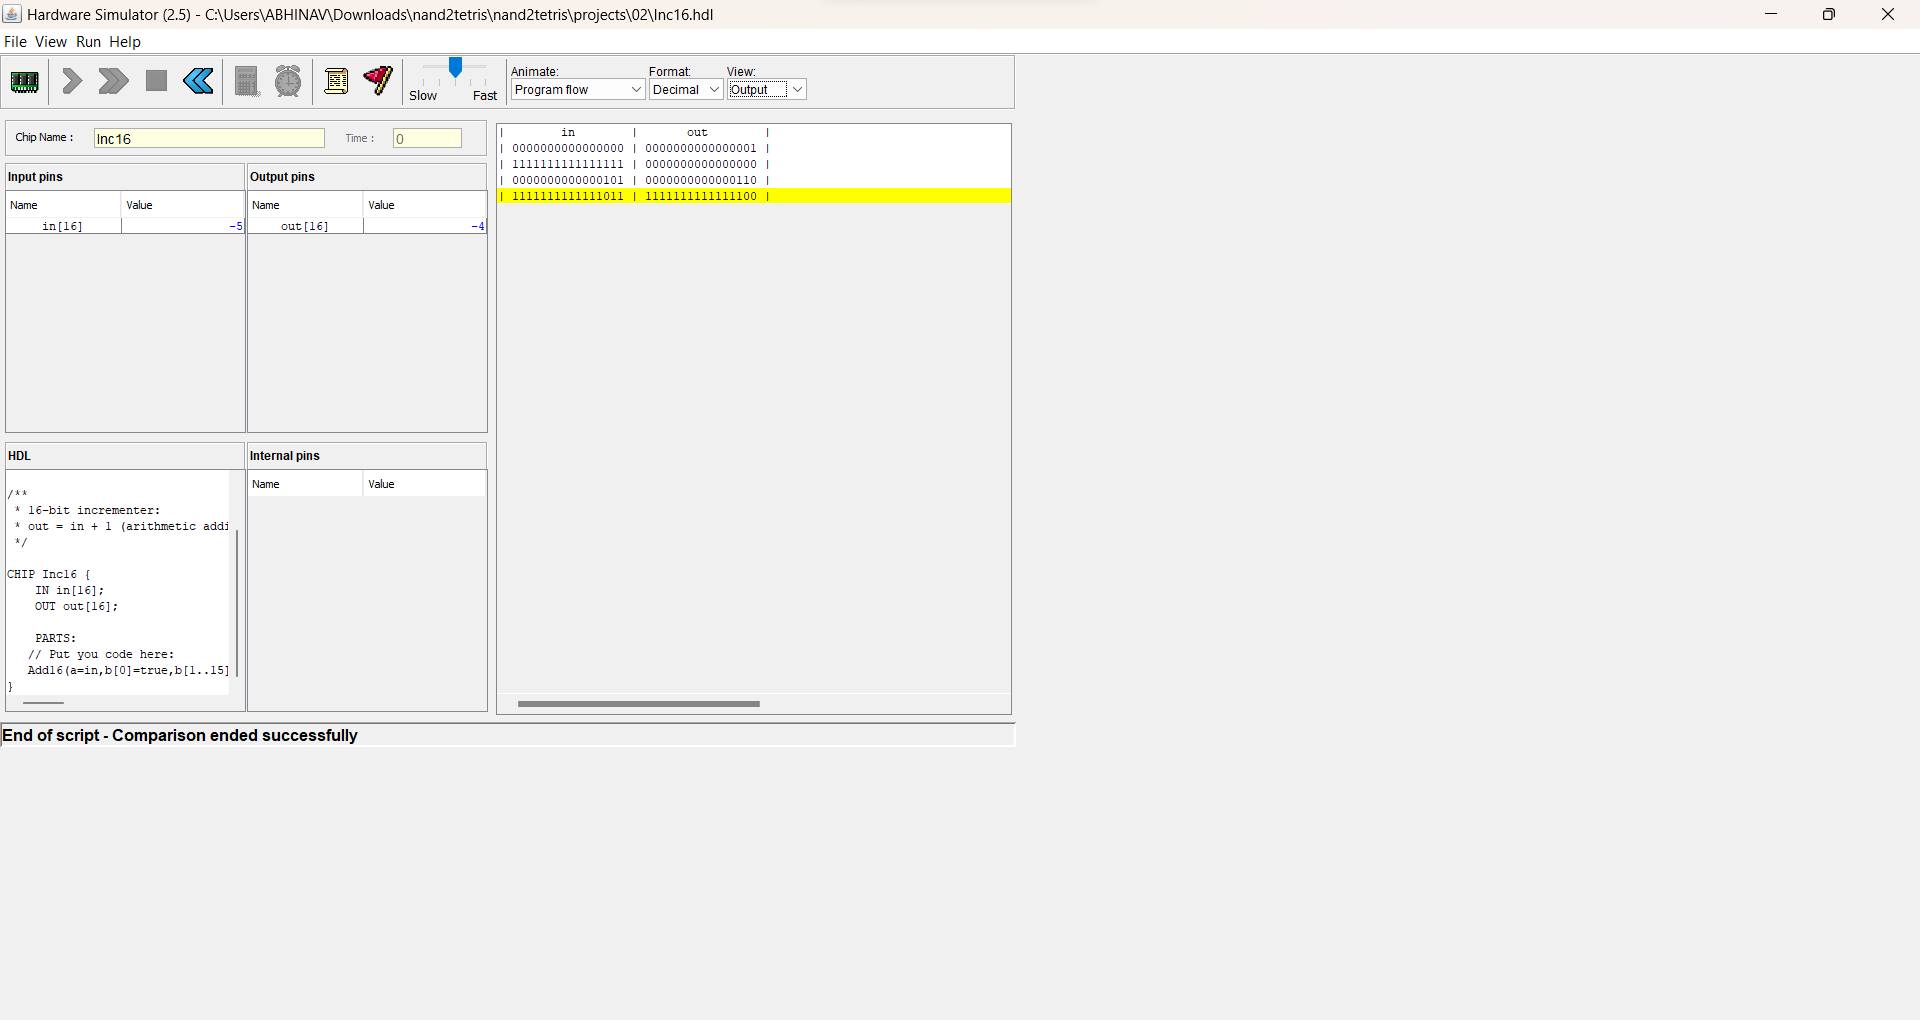 Hardware Simulator (2.5) - C:\Users\ABHINAV\Downloads\nand2tetris\nand2tetris\projects\02\Inc16.hdl
File View Run Help
Slow Fast
Animate: Format: View:
Program flow Decimal Output
Chip Name : Inc16 Time : 0
Input pins Output pins
Name Value Name Value
in[16] -5 out[16] -4
| in | out |
| 0000000000000000 | 0000000000000001 |
| 1111111111111111 | 0000000000000000 |
| 0000000000000101 | 0000000000000110 |
| 1111111111111011 | 1111111111111100 |
HDL Internal pins
Name Value
/**
* 16-bit incrementer:
* out = in + 1 (arithmetic addi
*/
CHIP Inc16 {
IN in[16];
OUT out[16];
PARTS:
// Put you code here:
Add16(a=in,b[0]=true,b[1..15]
}
End of script - Comparison ended successfully